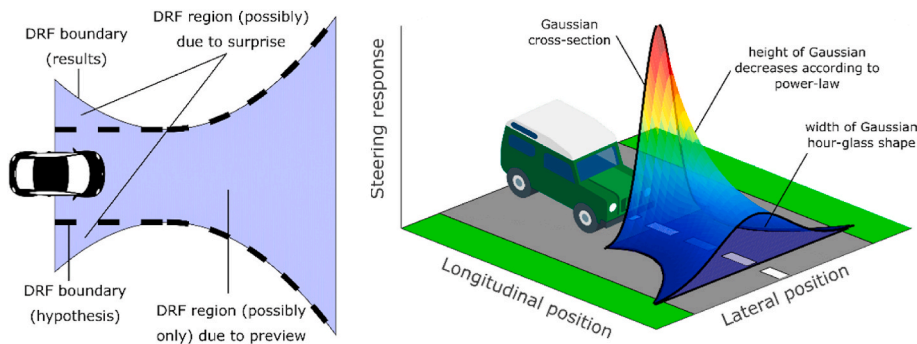 DRF boundary
(results)
DRF region (possibly)
due to surprise
DRF boundary
(hypothesis)
DRF region (possibly
only) due to preview
Steering response
Gaussian
cross-section
height of Gaussian
decreases according to
power-law
width of Gaussian
hour-glass shape
Longitudinal position
Lateral position